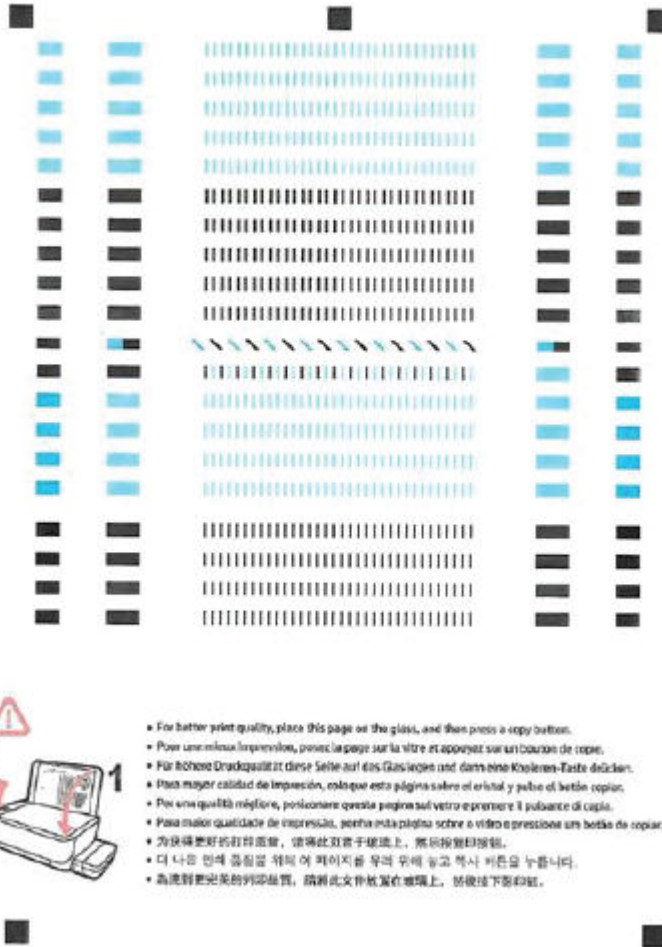 1
• For better print quality, place this page on the glass, and then press a copy button.
• Pour une mieux impression, posez la page sur la vitre et appuyez sur un bouton de copie.
• Für höhere Druckqualität diese Seite auf das Glas legen und dann eine Kopieren-Taste drücken.
• Para mayor calidad de impresión, coloque esta página sobre el cristal y pulse el botón copiar.
• Per una qualità migliore, posizionare questa pagina sul vetro e premere il pulsante di copia.
• Para maior qualidade de impressão, ponha esta página sobre o vidro e pressione um botão de copiar.
• 为获得更好的打印质量，请将此页置于玻璃上，然后按复印按钮。
• 더 나은 인쇄 품질을 위해 이 페이지를 유리 위에 놓고 복사 버튼을 누릅니다.
• 為達到更完美的列印品質，請將此文件放置在玻璃上，然後按下影印鈕。